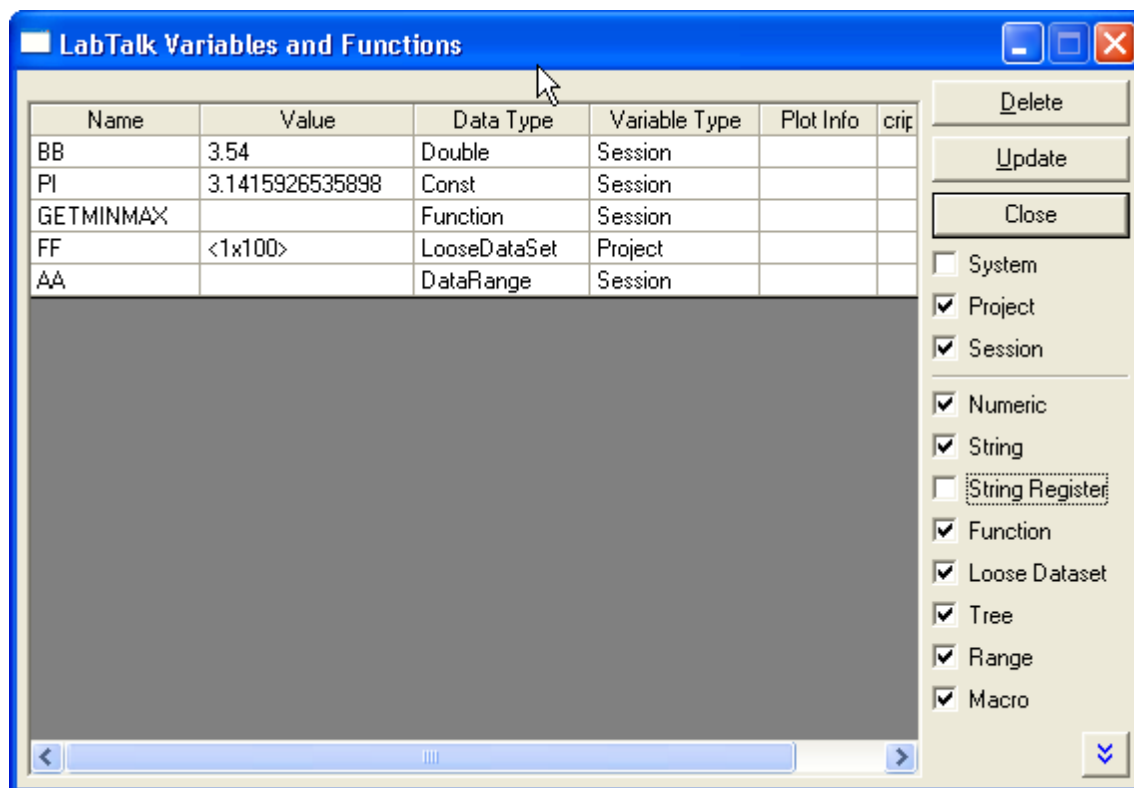 LabTalk Variables and Functions
Name Value Data Type Variable Type Plot Info crip
BB 3.54 Double Session
PI 3.1415926535898 Const Session
GETMINMAX Function Session
FF <1x100> LooseDataSet Project
AA DataRange Session
Delete
Update
Close
System
Project
Session
Numeric
String
String Register
Function
Loose Dataset
Tree
Range
Macro